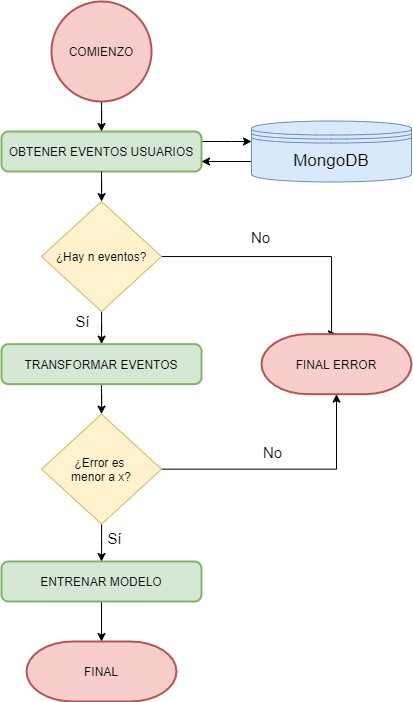 COMIENZO
OBTENER EVENTOS USUARIOS
MongoDB
¿Hay n eventos?
No
Sí
TRANSFORMAR EVENTOS
FINAL ERROR
¿Error es
menor a x?
No
Sí
ENTRENAR MODELO
FINAL